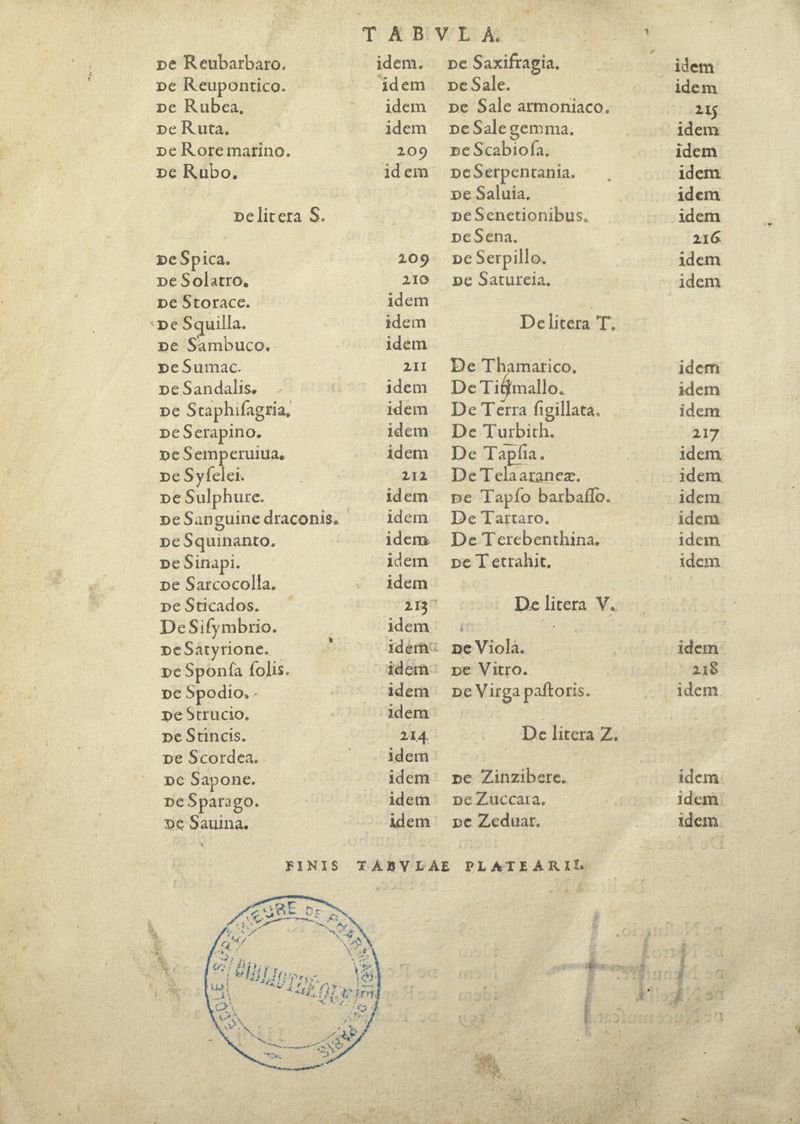 TABVLA.
De Reubarbaro. idem.
De Reupontico. idem
De Rubea. idem
De Ruta. idem
De Rore marino. 209
De Rubo. idem
De litera S.
De Spica. 209
De Solatro. 210
De Storace. idem
De Squilla. idem
De Sambuco. idem
De Sumac. 211
De Sandalis. idem
De Staphiſagria. idem
De Serapino. idem
De Semperuiua. idem
De Syſelei. 212
De Sulphure. idem
De Sanguine draconis. idem
De Squinanto. idem
De Sinapi. idem
De Sarcocolla. idem
De Sticados. 213
De Siſymbrio. idem
De Satyrione. idem
De Sponſa ſolis. idem
De Spodio. idem
De Strucio. idem
De Stincis. 214
De Scordea. idem
De Sapone. idem
De Sparago. idem
De Sauina. idem
De Saxifragia. idem
De Sale. idem
De Sale armoniaco. 215
De Sale gemma. idem
De Scabioſa. idem
De Serpentania. idem
De Saluia. idem
De Senetionibus. idem
De Sena. 216
De Serpillo. idem
De Satureia. idem
De litera T.
De Thamarico. idem
De Titimallo. idem
De Terra ſigillata. idem
De Turbith. 217
De Tapſia. idem
De Tela araneæ. idem
De Tapſo barbaſſo. idem
De Tartaro. idem
De Terebenthina. idem
De Tetrahit. idem
De litera V.
De Viola. idem
De Vitro. 218
De Virga paſtoris. idem
De litera Z.
De Zinzibere. idem
De Zuccara. idem
De Zeduar. idem
FINIS TABVLAE PLATEARII.
ECOLE SUPERIEURE DE PHARMACIE
PARIS
BIBLIOTHÈQUE